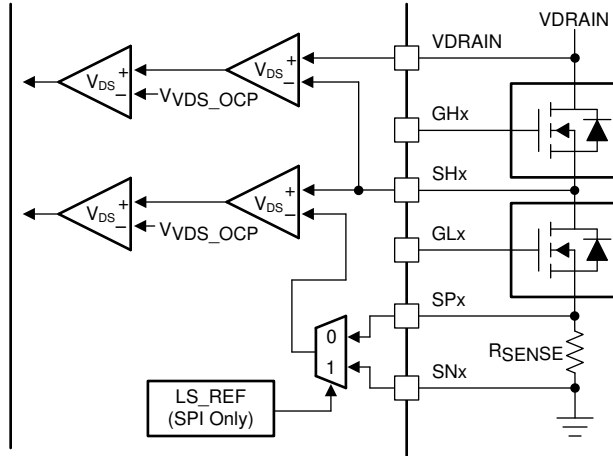 VDRAIN
VDRAIN
+
−
VDS
+
−
VDS
VVDS_OCP
GHx
SHx
+
−
VDS
+
−
VDS
VVDS_OCP
GLx
SPx
0
1
RSENSE
SNx
LS_REF
(SPI Only)